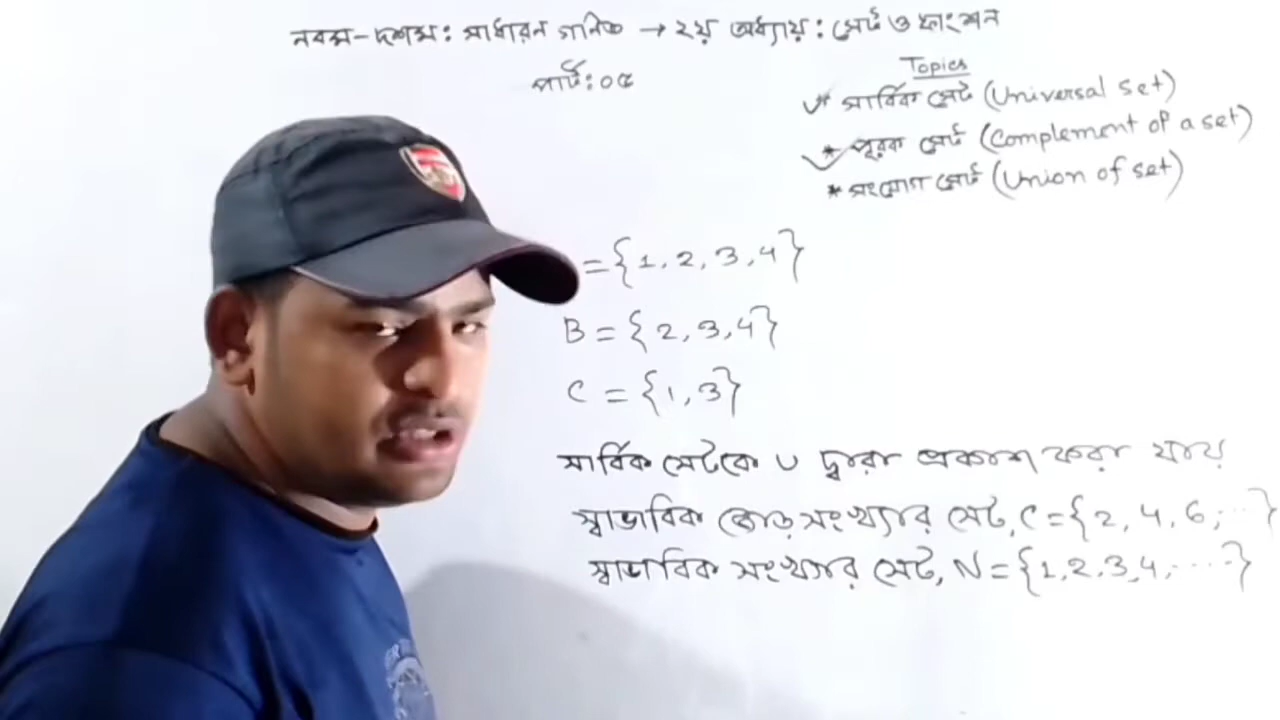 নবম-দশম: সাধারন গনিত → ২য় অধ্যায়: সেট ও ফাংশন
পার্ট: ০৫
Topics
* সার্বিক সেট (Universal set)
* পূরক সেট (Complement of a set)
* সংযোগ সেট (Union of set)
= {1, 2, 3, 4}
B = {2, 3, 4}
C = {1, 3}
সার্বিক সেটকে U দ্বারা প্রকাশ করা যায়
স্বাভাবিক জোড় সংখ্যার সেট, C = {2, 4, 6, ....}
স্বাভাবিক সংখ্যার সেট, N = {1, 2, 3, 4, .....}